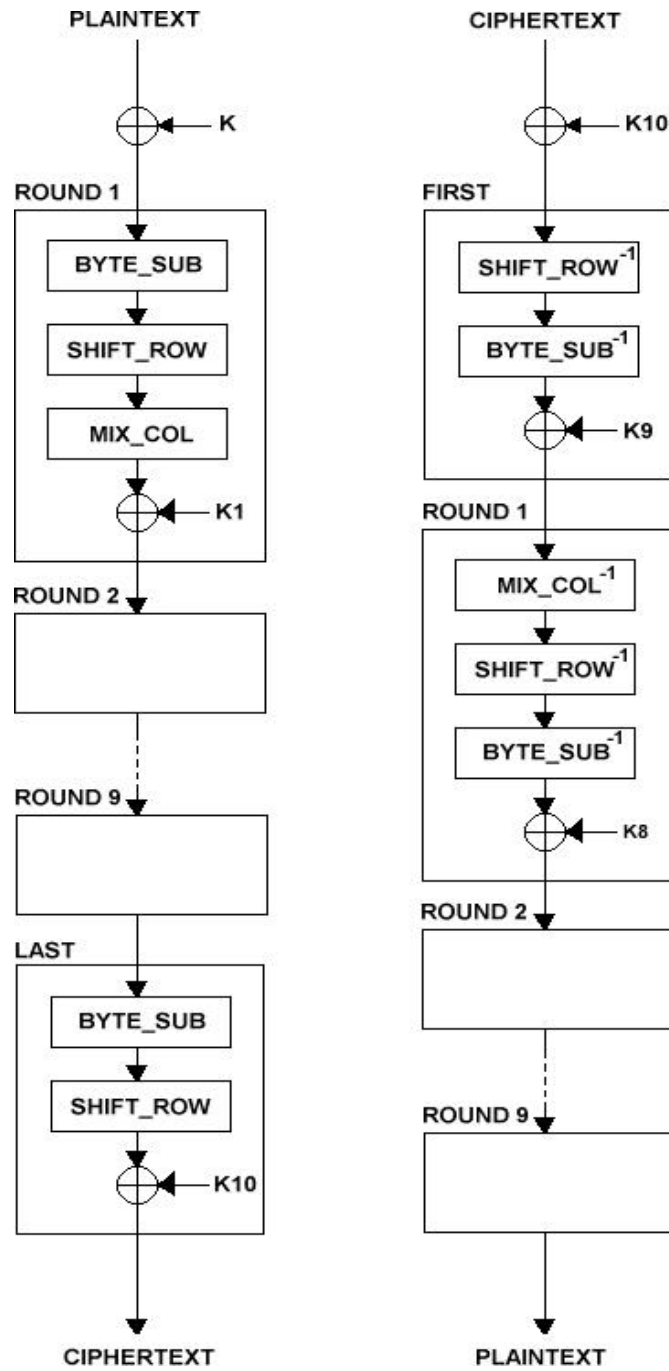 PLAINTEXT
K
ROUND 1
BYTE_SUB
SHIFT_ROW
MIX_COL
K1
ROUND 2
ROUND 9
LAST
BYTE_SUB
SHIFT_ROW
K10
CIPHERTEXT
CIPHERTEXT
K10
FIRST
SHIFT_ROW⁻¹
BYTE_SUB⁻¹
K9
ROUND 1
MIX_COL⁻¹
SHIFT_ROW⁻¹
BYTE_SUB⁻¹
K8
ROUND 2
ROUND 9
PLAINTEXT